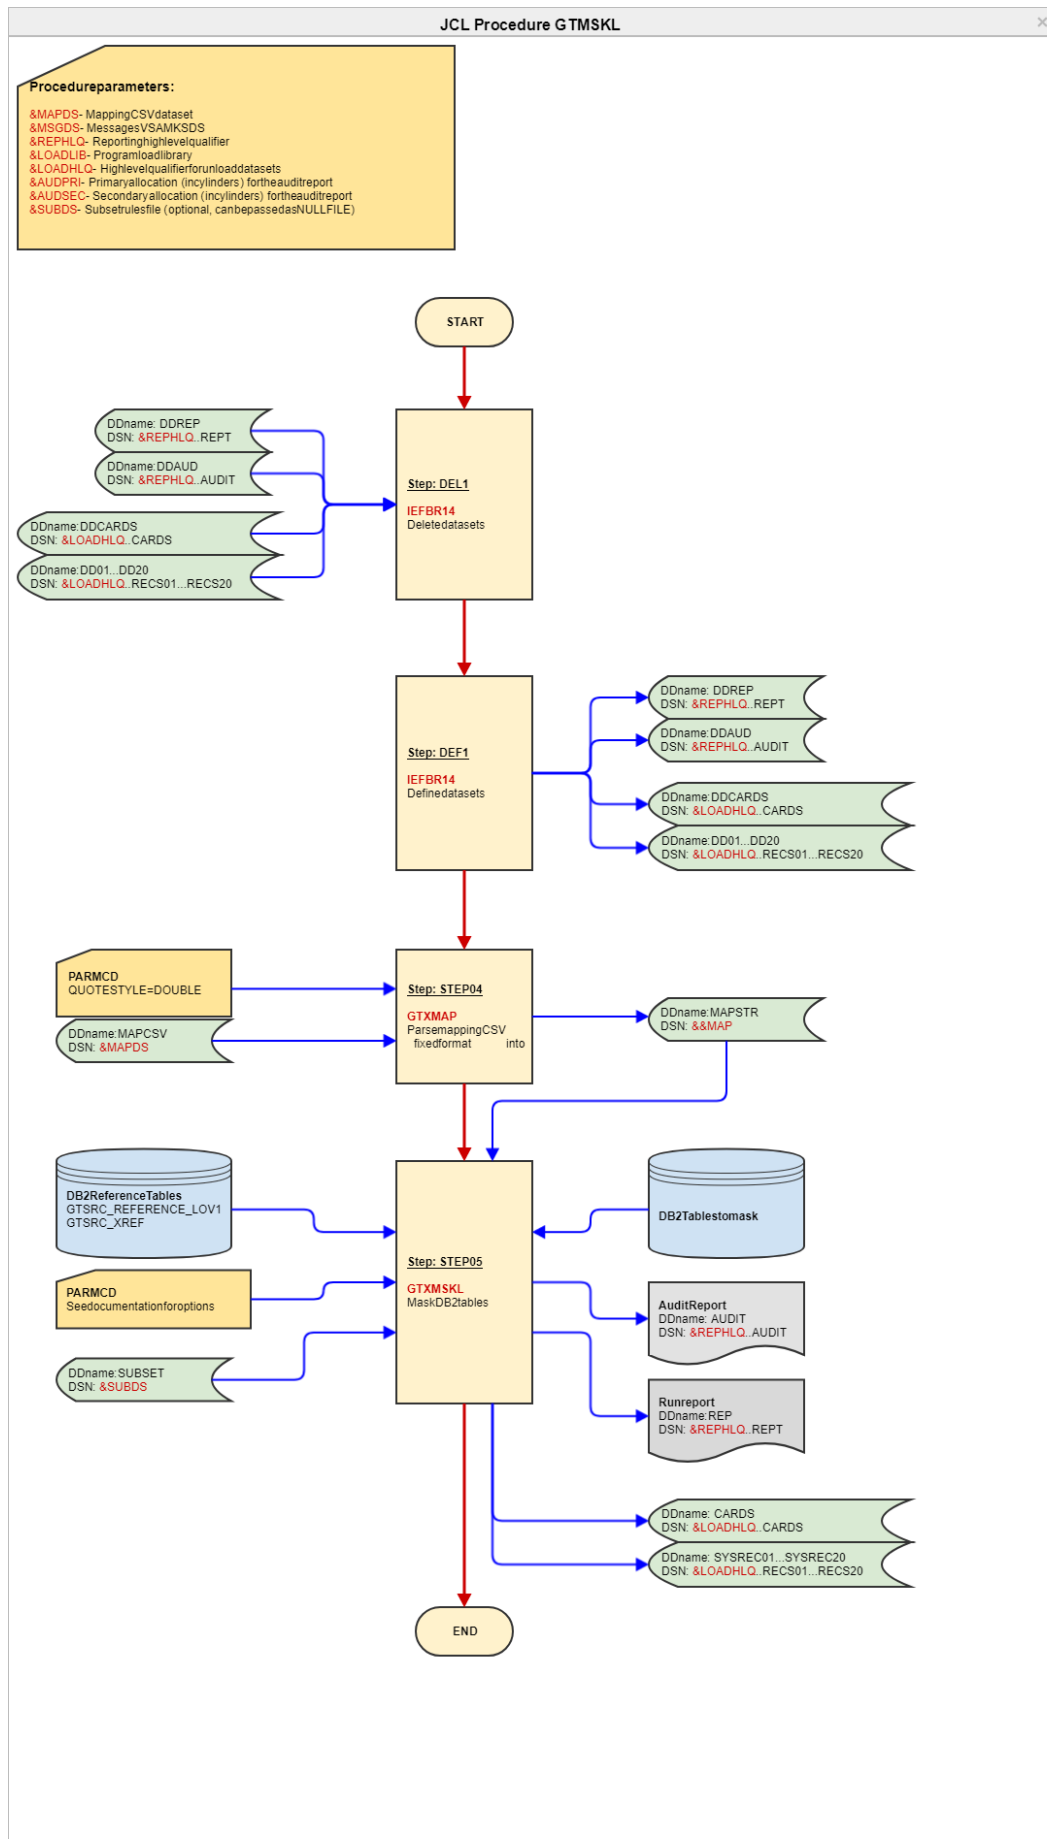 JCL Procedure GTMSKL
×
Procedureparameters:
&MAPDS- MappingCSVdataset
&MSGDS- MessagesVSAMKSDS
&REPHLQ- Reportinghighlevelqualifier
&LOADLIB- Programloadlibrary
&LOADHLQ- Highlevelqualifierforunloaddatasets
&AUDPRI- Primaryallocation (incylinders) fortheauditreport
&AUDSEC- Secondaryallocation (incylinders) fortheauditreport
&SUBDS- Subsetrulesfile (optional, canbepassedasNULLFILE)
START
DDname: DDREP
DSN: &REPHLQ..REPT
DDname:DDAUD
DSN: &REPHLQ..AUDIT
DDname:DDCARDS
DSN: &LOADHLQ..CARDS
DDname:DD01...DD20
DSN: &LOADHLQ..RECS01...RECS20
Step: DEL1
IEFBR14
Deletedatasets
Step: DEF1
IEFBR14
Definedatasets
DDname: DDREP
DSN: &REPHLQ..REPT
DDname:DDAUD
DSN: &REPHLQ..AUDIT
DDname:DDCARDS
DSN: &LOADHLQ..CARDS
DDname:DD01...DD20
DSN: &LOADHLQ..RECS01...RECS20
PARMCD
QUOTESTYLE=DOUBLE
DDname:MAPCSV
DSN: &MAPDS
Step: STEP04
GTXMAP
ParsemappingCSV
fixedformat into
DDname:MAPSTR
DSN: &&MAP
DB2ReferenceTables
GTSRC_REFERENCE_LOV1
GTSRC_XREF
PARMCD
Seedocumentationforoptions
DDname:SUBSET
DSN: &SUBDS
Step: STEP05
GTXMSKL
MaskDB2tables
DB2Tablestomask
AuditReport
DDname: AUDIT
DSN: &REPHLQ..AUDIT
Runreport
DDname:REP
DSN: &REPHLQ..REPT
DDname: CARDS
DSN: &LOADHLQ..CARDS
DDname: SYSREC01...SYSREC20
DSN: &LOADHLQ..RECS01...RECS20
END